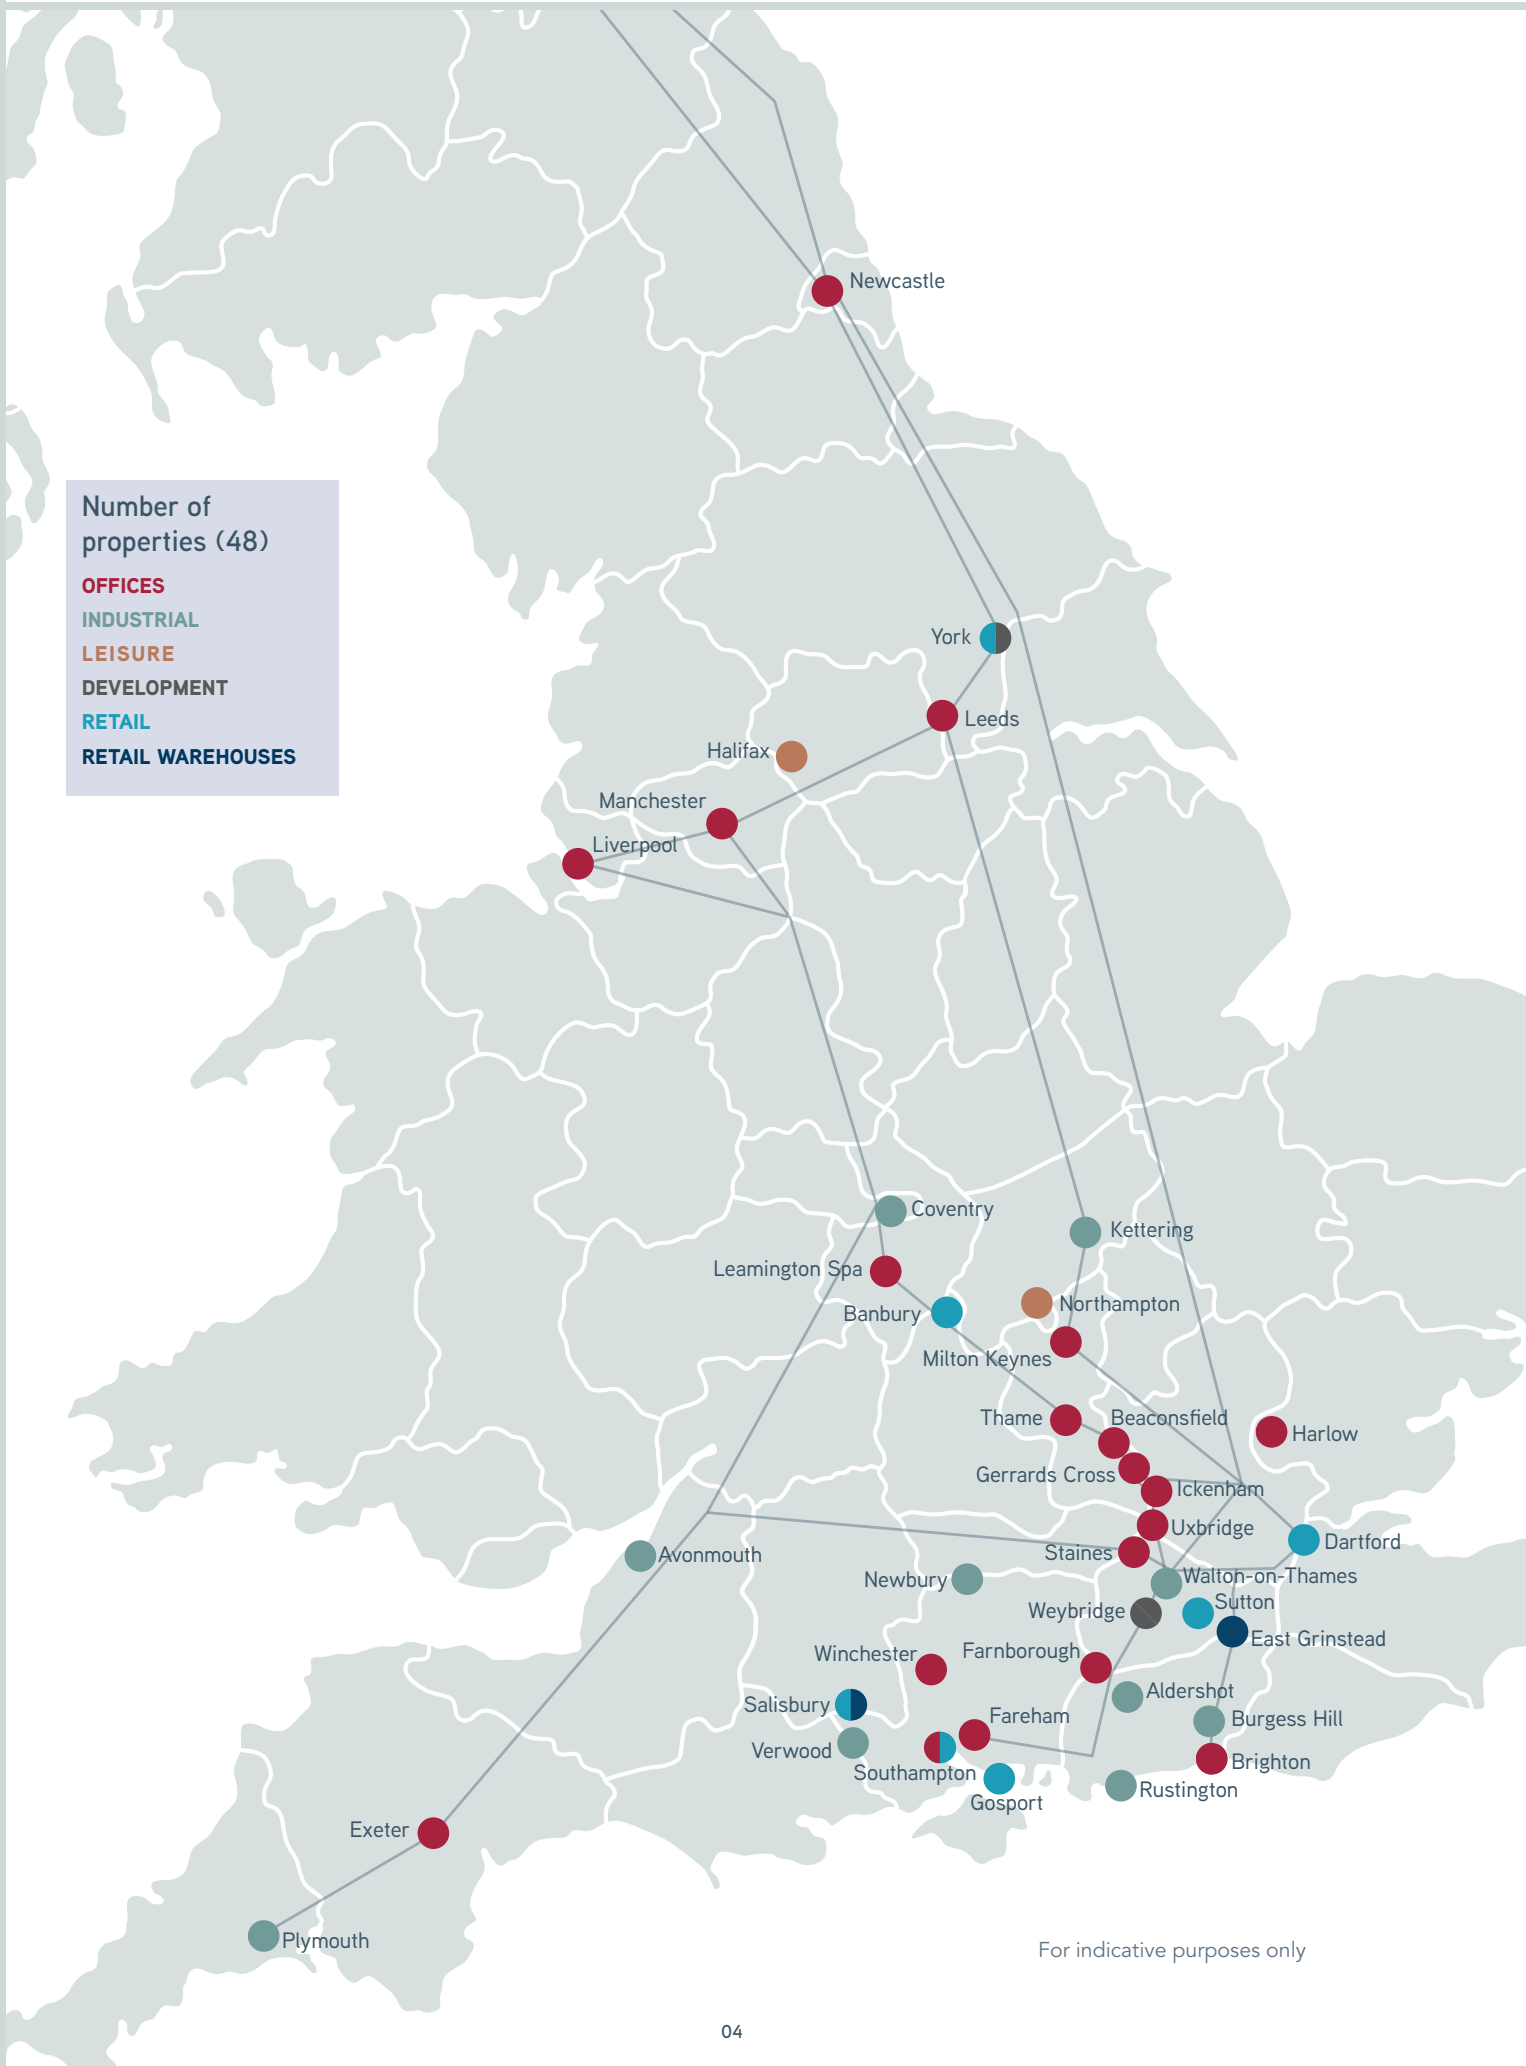 Newcastle
Number of
properties (48)
OFFICES
INDUSTRIAL
LEISURE
DEVELOPMENT
RETAIL
RETAIL WAREHOUSES
York
Leeds
Halifax
Manchester
Liverpool
Coventry
Kettering
Leamington Spa
Northampton
Banbury
Milton Keynes
Thame
Beaconsfield
Harlow
Gerrards Cross
Ickenham
Uxbridge
Dartford
Staines
Avonmouth
Newbury
Walton-on-Thames
Sutton
Weybridge
East Grinstead
Winchester
Farnborough
Aldershot
Salisbury
Fareham
Burgess Hill
Verwood
Brighton
Southampton
Rustington
Gosport
Exeter
Plymouth
For indicative purposes only
04